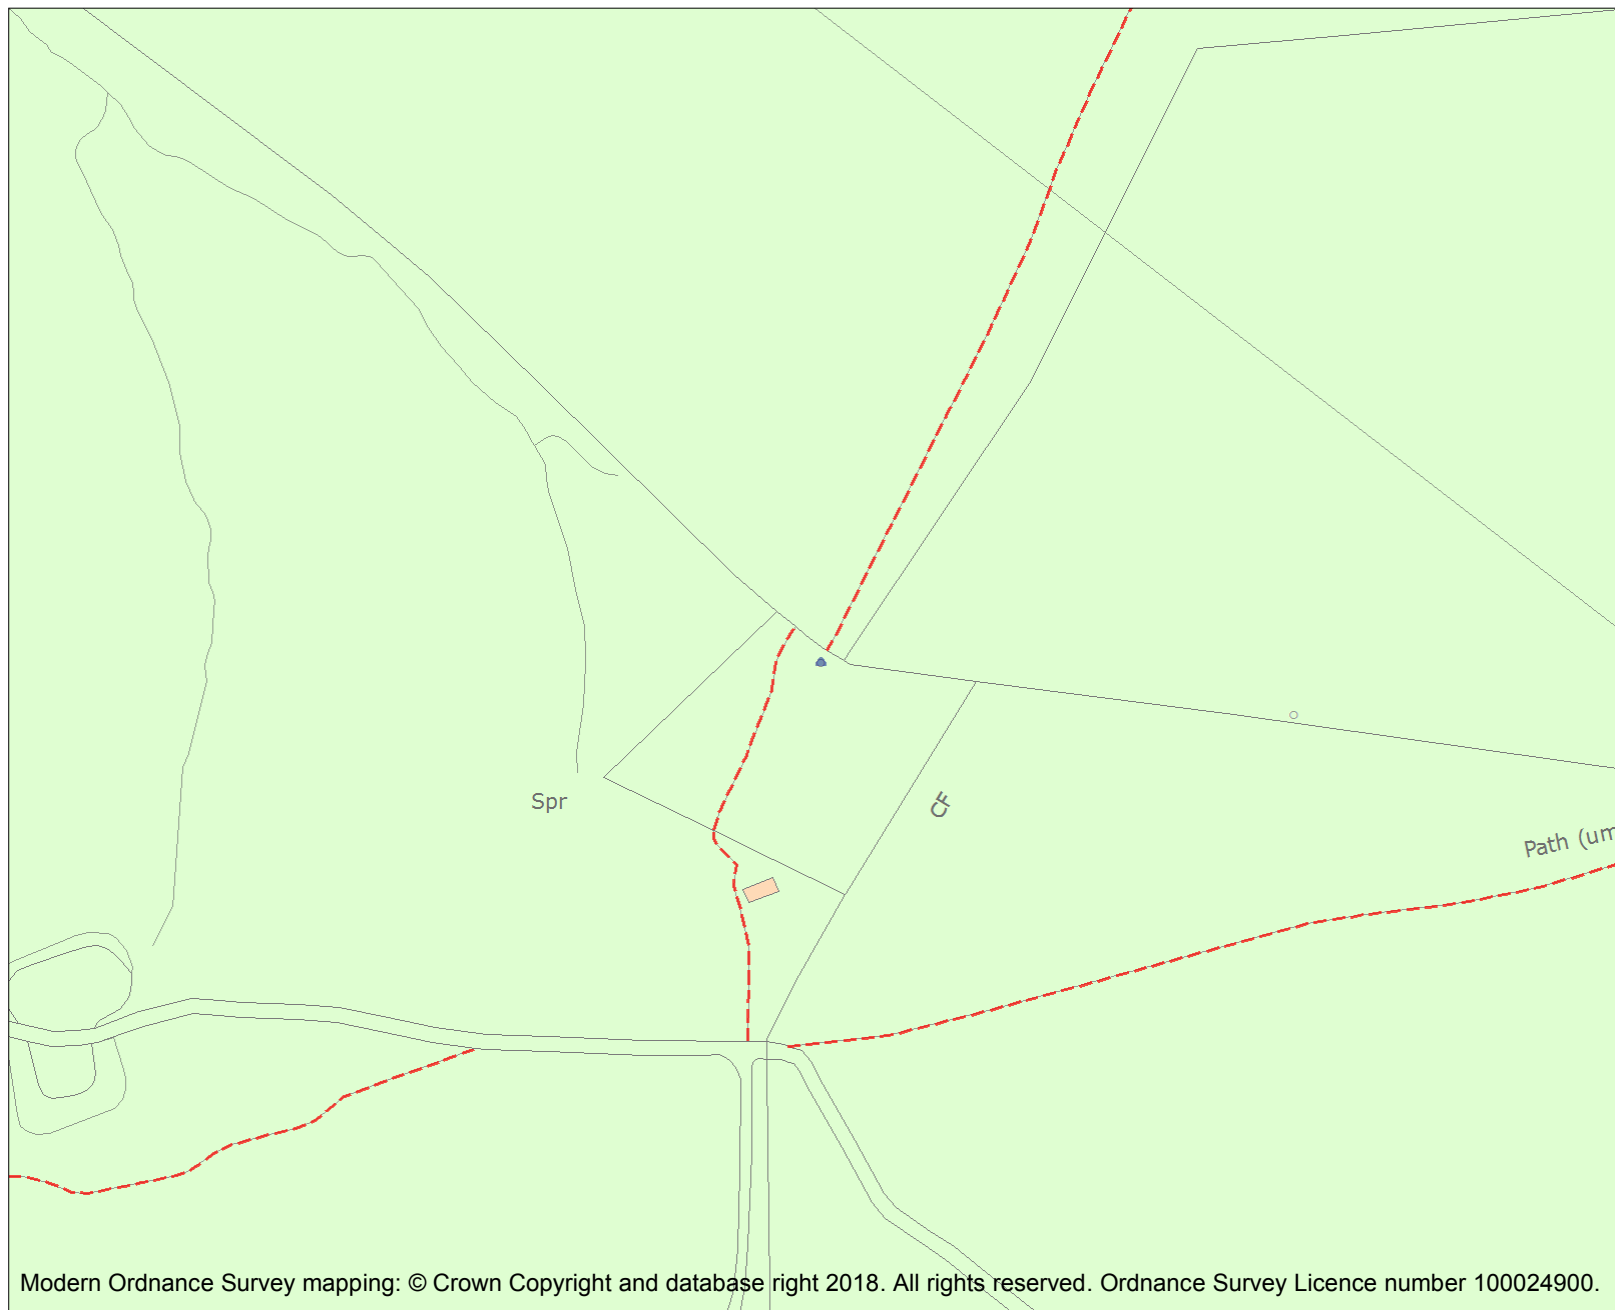 Spr
CF
Path (um
Modern Ordnance Survey mapping: © Crown Copyright and database right 2018. All rights reserved. Ordnance Survey Licence number 100024900.